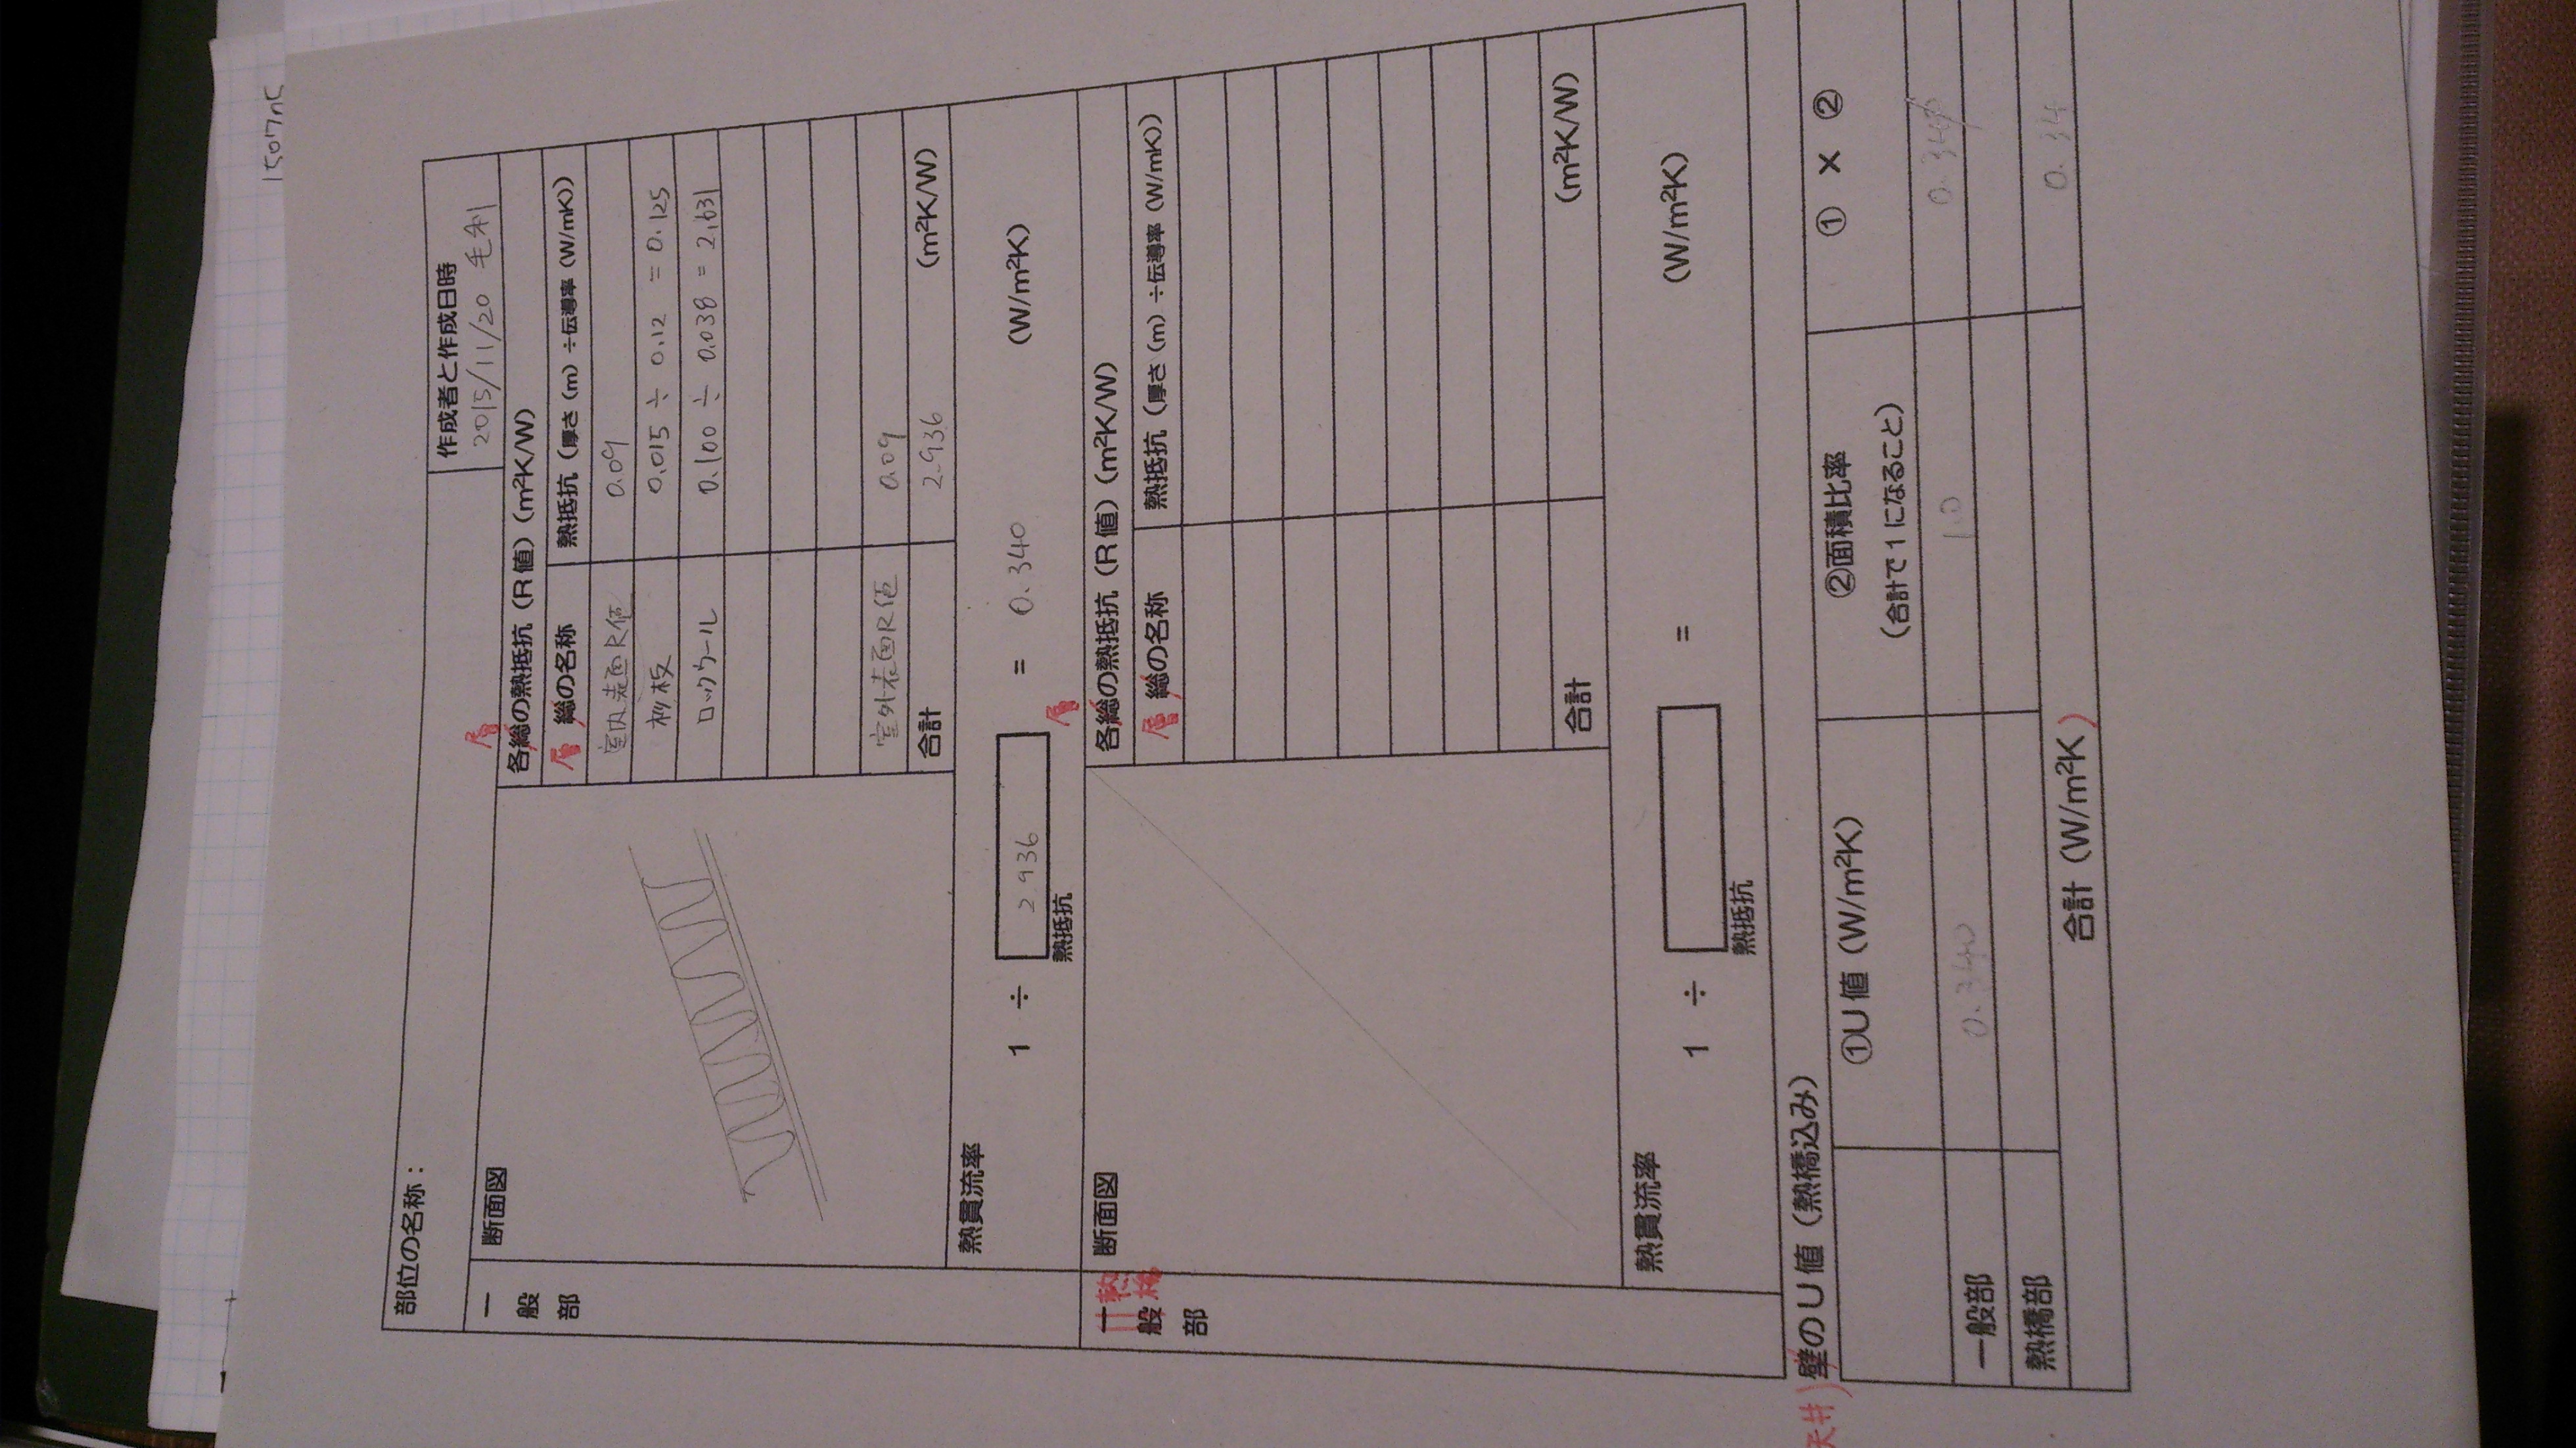 150705
部位の名称：
作成者と作成日時
2015/11/20 毛利
一般部
断面図
層
各総の熱抵抗（R値）(m²K/W)
層 総の名称 熱抵抗（厚さ（m）÷伝導率（W/mK））
室内表面R値 0.09
杉板 0.015 ÷ 0.12 = 0.125
ロックウール 0.100 ÷ 0.038 = 2.631
室外表面R値 0.09
合計 2.936 (m²K/W)
熱貫流率
1 ÷ 2.936 = 0.340 (W/m²K)
熱抵抗
一般部
熱橋
断面図
層
各総の熱抵抗（R値）(m²K/W)
層 総の名称 熱抵抗（厚さ（m）÷伝導率（W/mK））
合計 (m²K/W)
熱貫流率
1 ÷ = (W/m²K)
熱抵抗
天井）壁のU値（熱橋込み）
①U値（W/m²K） ②面積比率 ① × ②
（合計で1になること）
一般部 0.340 1.0 0.340
熱橋部
合計（W/m²K） 0.34